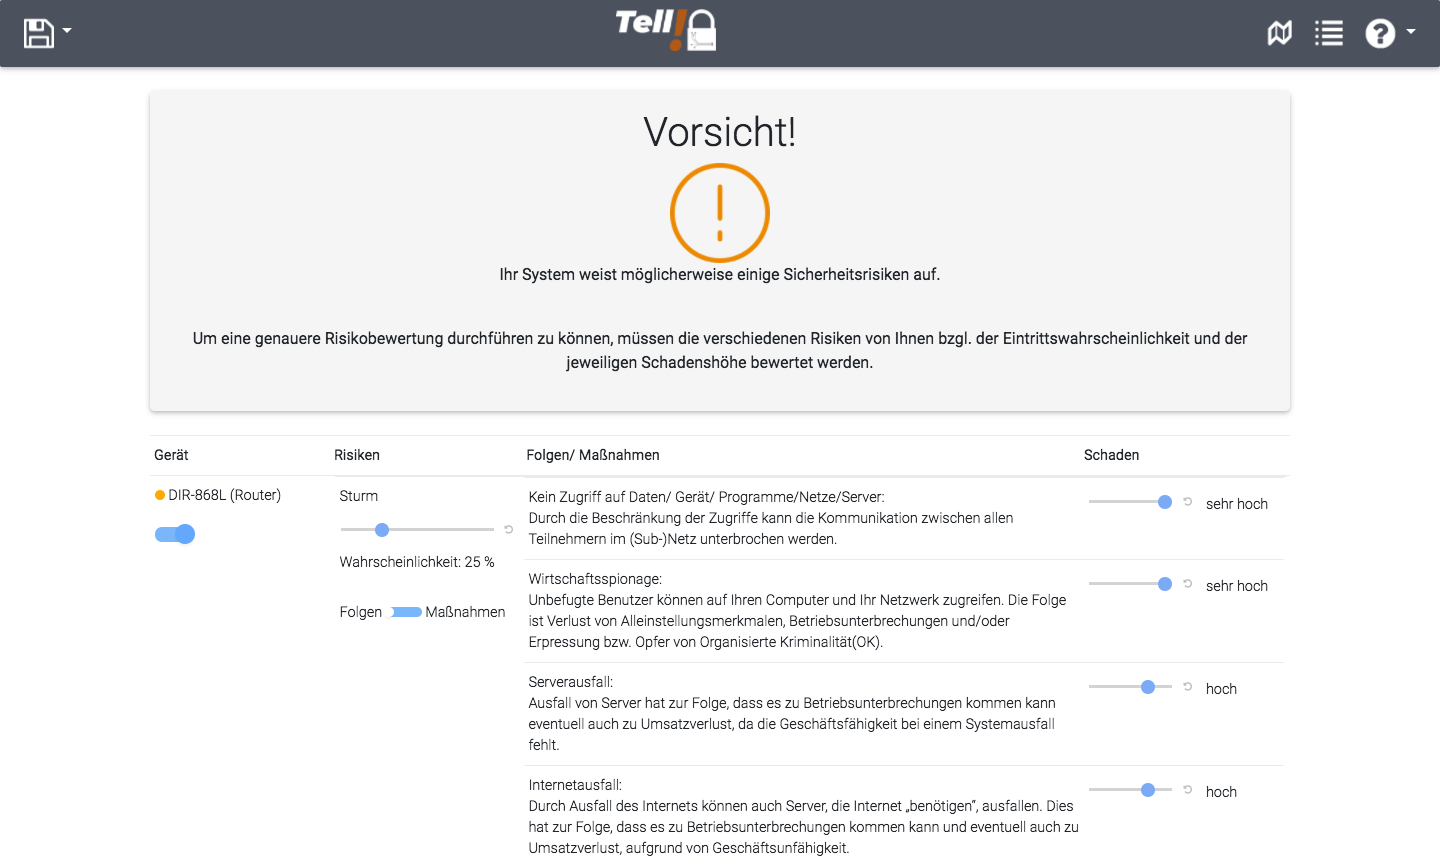 Tell!
Vorsicht!
Ihr System weist möglicherweise einige Sicherheitsrisiken auf.
Um eine genauere Risikobewertung durchführen zu können, müssen die verschiedenen Risiken von Ihnen bzgl. der Eintrittswahrscheinlichkeit und der
jeweiligen Schadenshöhe bewertet werden.
Gerät Risiken Folgen/ Maßnahmen Schaden
DIR-868L (Router)
Sturm
Wahrscheinlichkeit: 25 %
Folgen Maßnahmen
Kein Zugriff auf Daten/ Gerät/ Programme/Netze/Server:
Durch die Beschränkung der Zugriffe kann die Kommunikation zwischen allen
Teilnehmern im (Sub-)Netz unterbrochen werden.
sehr hoch
Wirtschaftsspionage:
Unbefugte Benutzer können auf Ihren Computer und Ihr Netzwerk zugreifen. Die Folge
ist Verlust von Alleinstellungsmerkmalen, Betriebsunterbrechungen und/oder
Erpressung bzw. Opfer von Organisierte Kriminalität(OK).
sehr hoch
Serverausfall:
Ausfall von Server hat zur Folge, dass es zu Betriebsunterbrechungen kommen kann
eventuell auch zu Umsatzverlust, da die Geschäftsfähigkeit bei einem Systemausfall
fehlt.
hoch
Internetausfall:
Durch Ausfall des Internets können auch Server, die Internet „benötigen“, ausfallen. Dies
hat zur Folge, dass es zu Betriebsunterbrechungen kommen kann und eventuell auch zu
Umsatzverlust, aufgrund von Geschäftsunfähigkeit.
hoch